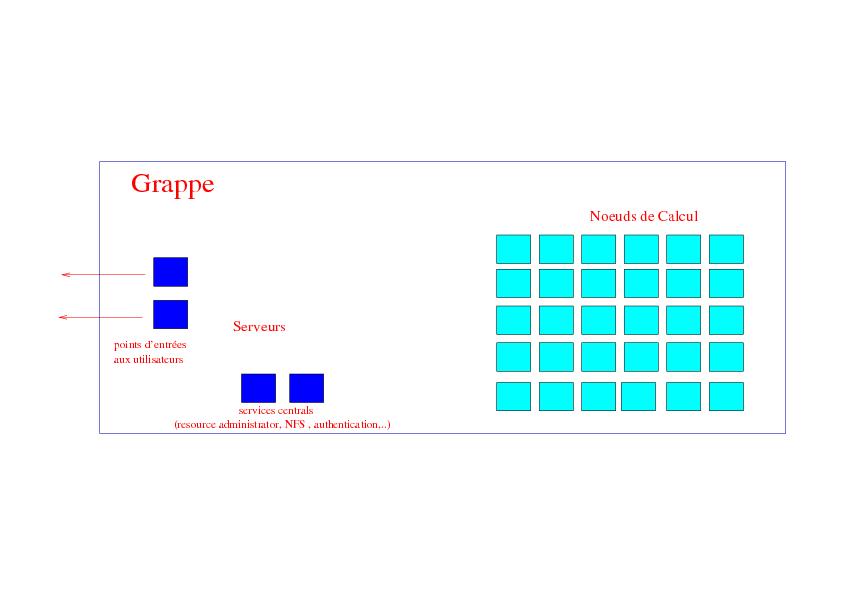 Grappe
Noeuds de Calcul
Serveurs
points d'entrées
aux utilisateurs
services centrals
(resource administrator, NFS , authentication,..)